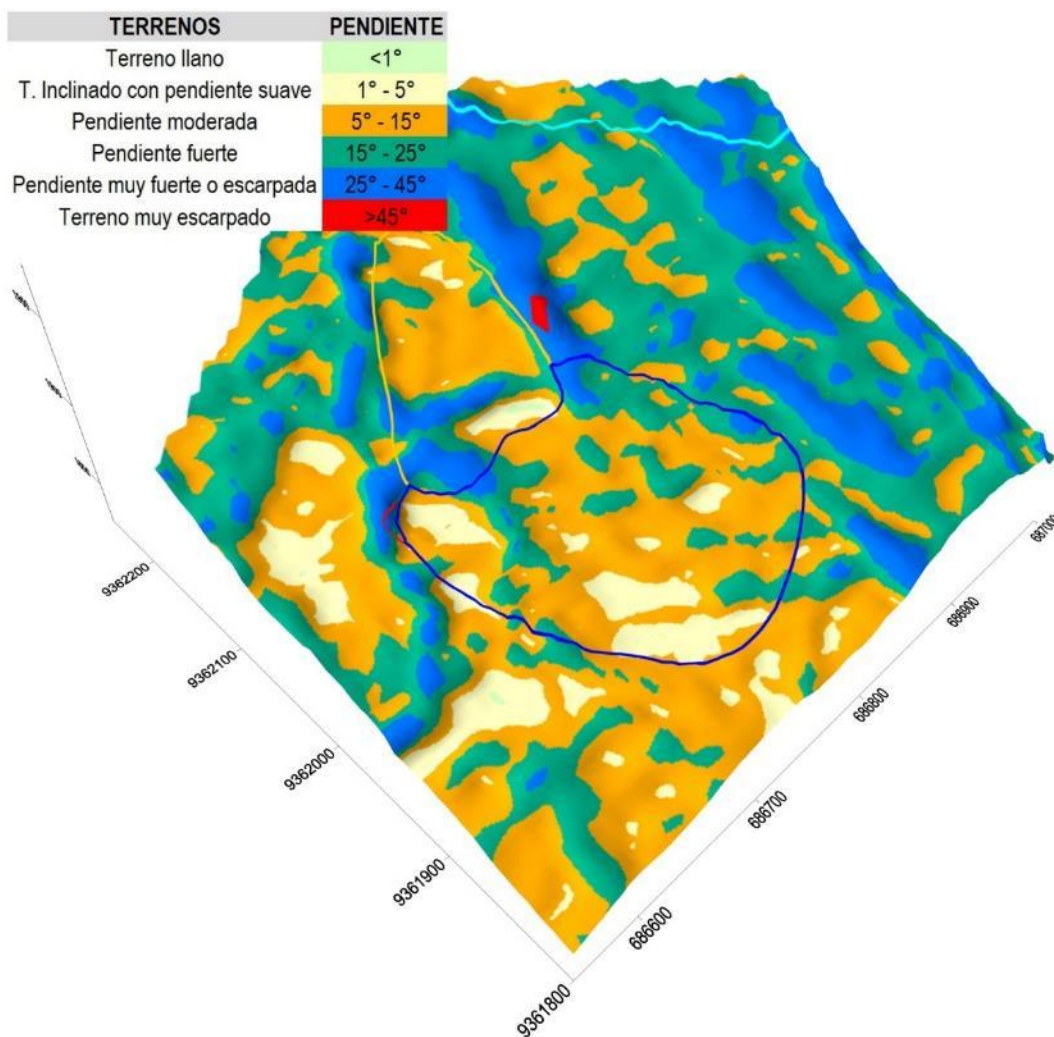 TERRENOS PENDIENTE
Terreno llano <1°
T. Inclinado con pendiente suave 1° - 5°
Pendiente moderada 5° - 15°
Pendiente fuerte 15° - 25°
Pendiente muy fuerte o escarpada 25° - 45°
Terreno muy escarpado >45°
9362200
9362100
9362000
9361900
9361800
686600
686700
686800
686900
687000